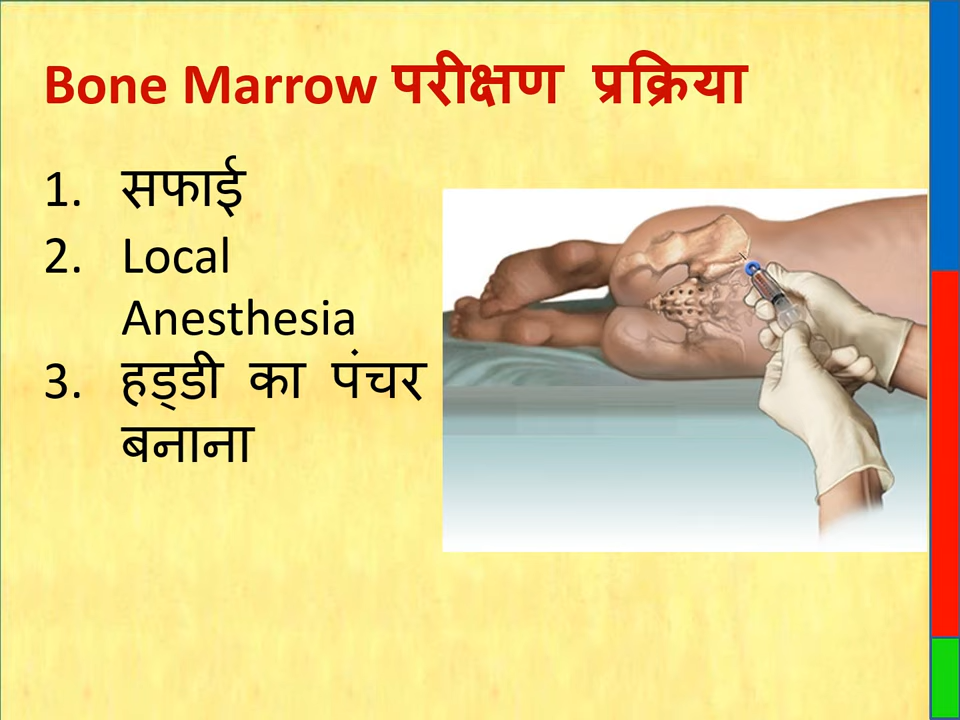 Bone Marrow परीक्षण प्रक्रिया
1. सफाई
2. Local
Anesthesia
3. हड्डी का पंचर
बनाना